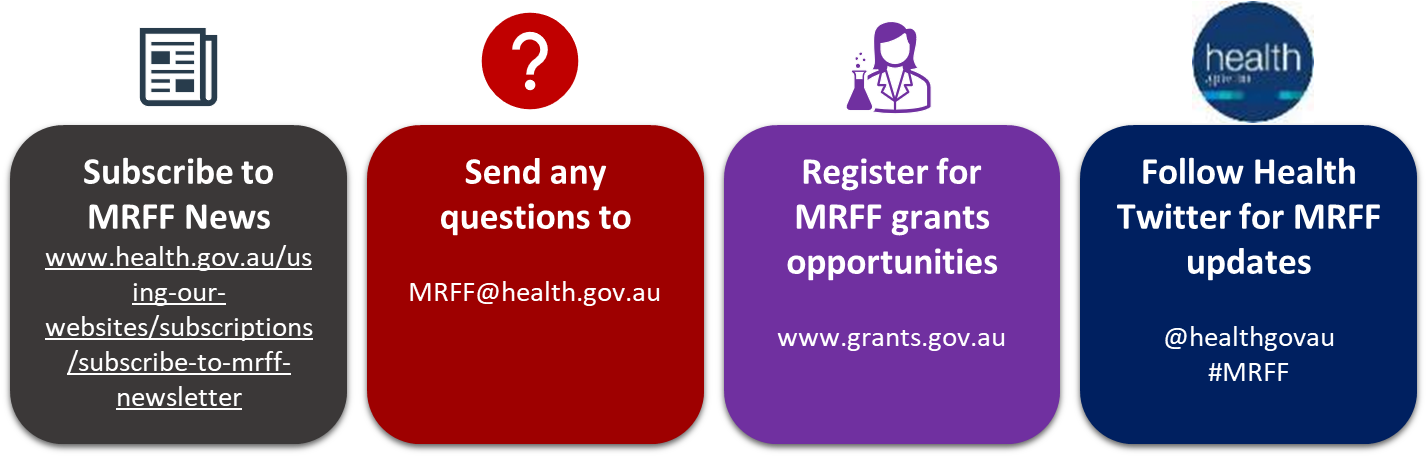 ?
health
.gov.au
Subscribe to
MRFF News
www.health.gov.au/us
ing-our-
websites/subscriptions
/subscribe-to-mrff-
newsletter
Send any
questions to
MRFF@health.gov.au
Register for
MRFF grants
opportunities
www.grants.gov.au
Follow Health
Twitter for MRFF
updates
@healthgovau
#MRFF